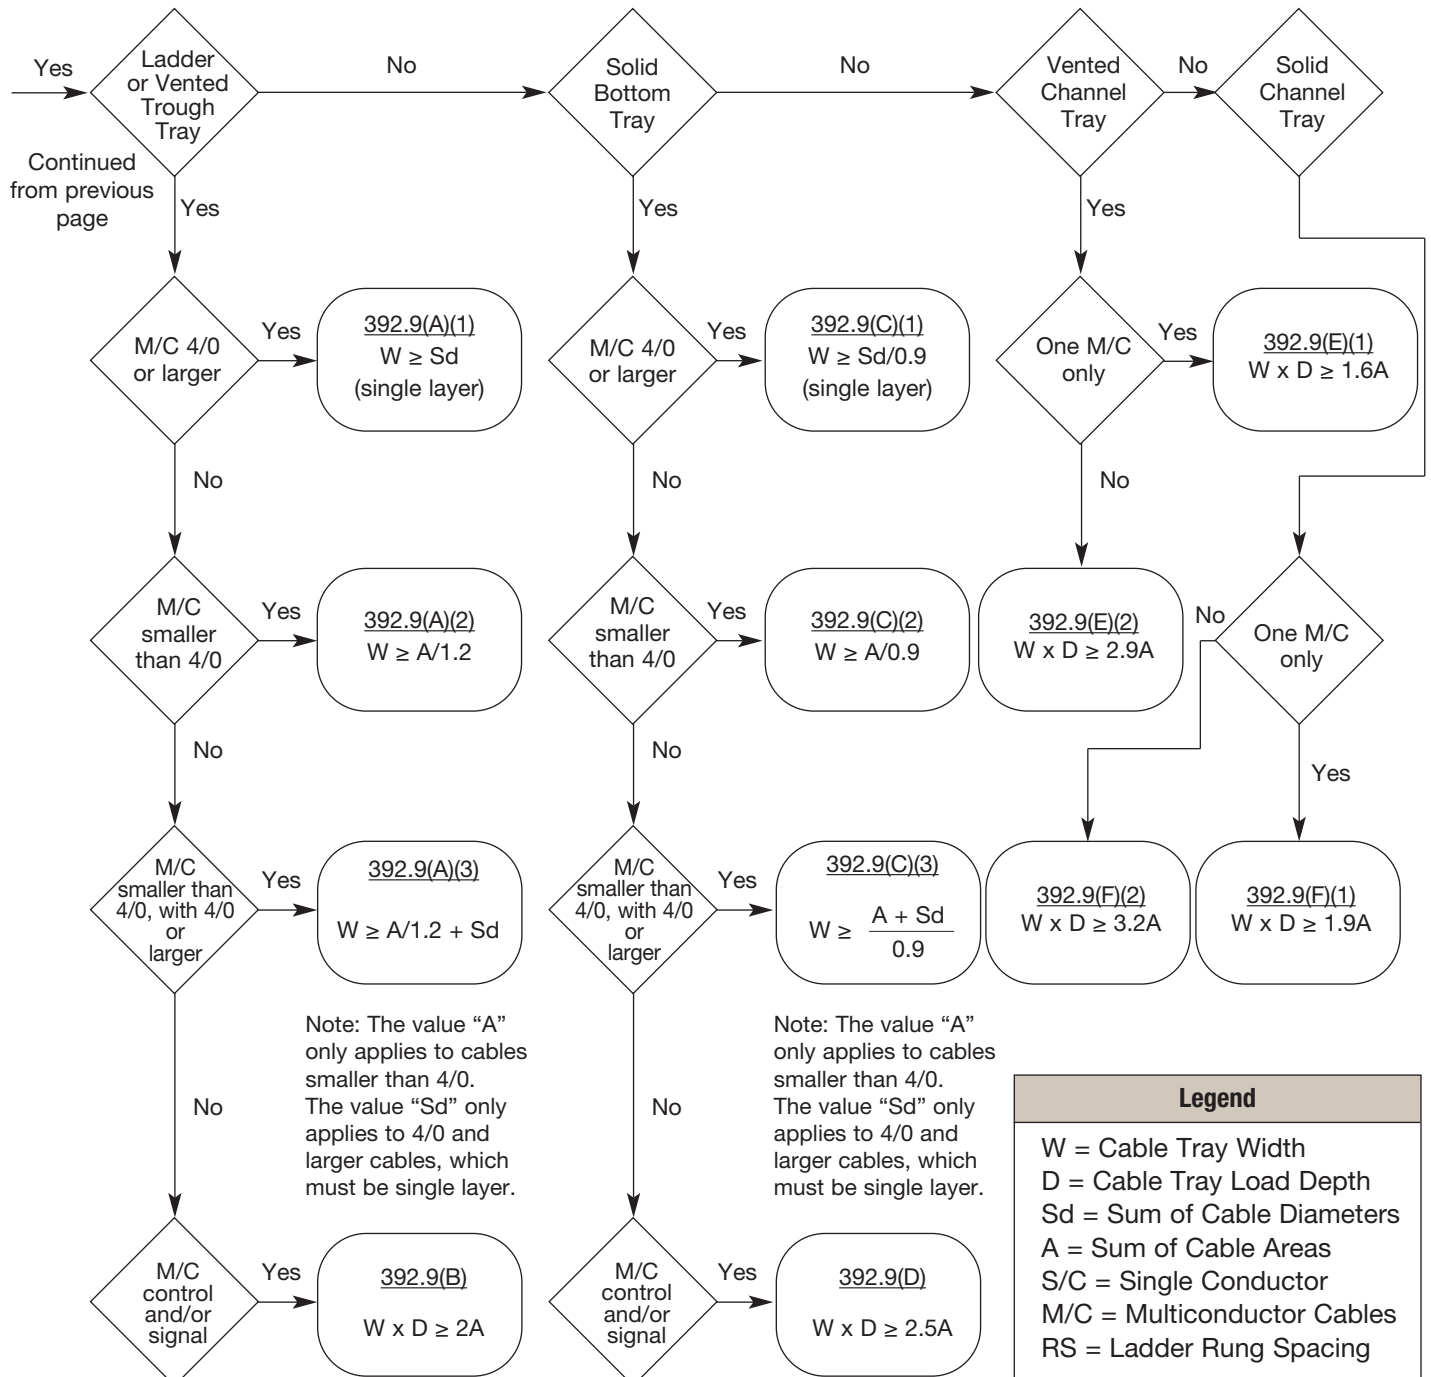 Yes
Ladder
or Vented
Trough
Tray
No
Solid
Bottom
Tray
No
Vented
Channel
Tray
No
Solid
Channel
Tray
Continued
from previous
page
Yes
Yes
Yes
M/C 4/0
or larger
Yes
392.9(A)(1)
W ≥ Sd
(single layer)
M/C 4/0
or larger
Yes
392.9(C)(1)
W ≥ Sd/0.9
(single layer)
One M/C
only
Yes
392.9(E)(1)
W x D ≥ 1.6A
No
No
No
M/C
smaller
than 4/0
Yes
392.9(A)(2)
W ≥ A/1.2
M/C
smaller
than 4/0
Yes
392.9(C)(2)
W ≥ A/0.9
392.9(E)(2)
W x D ≥ 2.9A
No
One M/C
only
No
No
Yes
M/C
smaller than
4/0, with 4/0
or
larger
Yes
392.9(A)(3)
W ≥ A/1.2 + Sd
M/C
smaller than
4/0, with 4/0
or
larger
Yes
392.9(C)(3)
W ≥ A + Sd
0.9
392.9(F)(2)
W x D ≥ 3.2A
392.9(F)(1)
W x D ≥ 1.9A
No
Note: The value “A”
only applies to cables
smaller than 4/0.
The value “Sd” only
applies to 4/0 and
larger cables, which
must be single layer.
No
Note: The value “A”
only applies to cables
smaller than 4/0.
The value “Sd” only
applies to 4/0 and
larger cables, which
must be single layer.
M/C
control
and/or
signal
Yes
392.9(B)
W x D ≥ 2A
M/C
control
and/or
signal
Yes
392.9(D)
W x D ≥ 2.5A
Legend
W = Cable Tray Width
D = Cable Tray Load Depth
Sd = Sum of Cable Diameters
A = Sum of Cable Areas
S/C = Single Conductor
M/C = Multiconductor Cables
RS = Ladder Rung Spacing